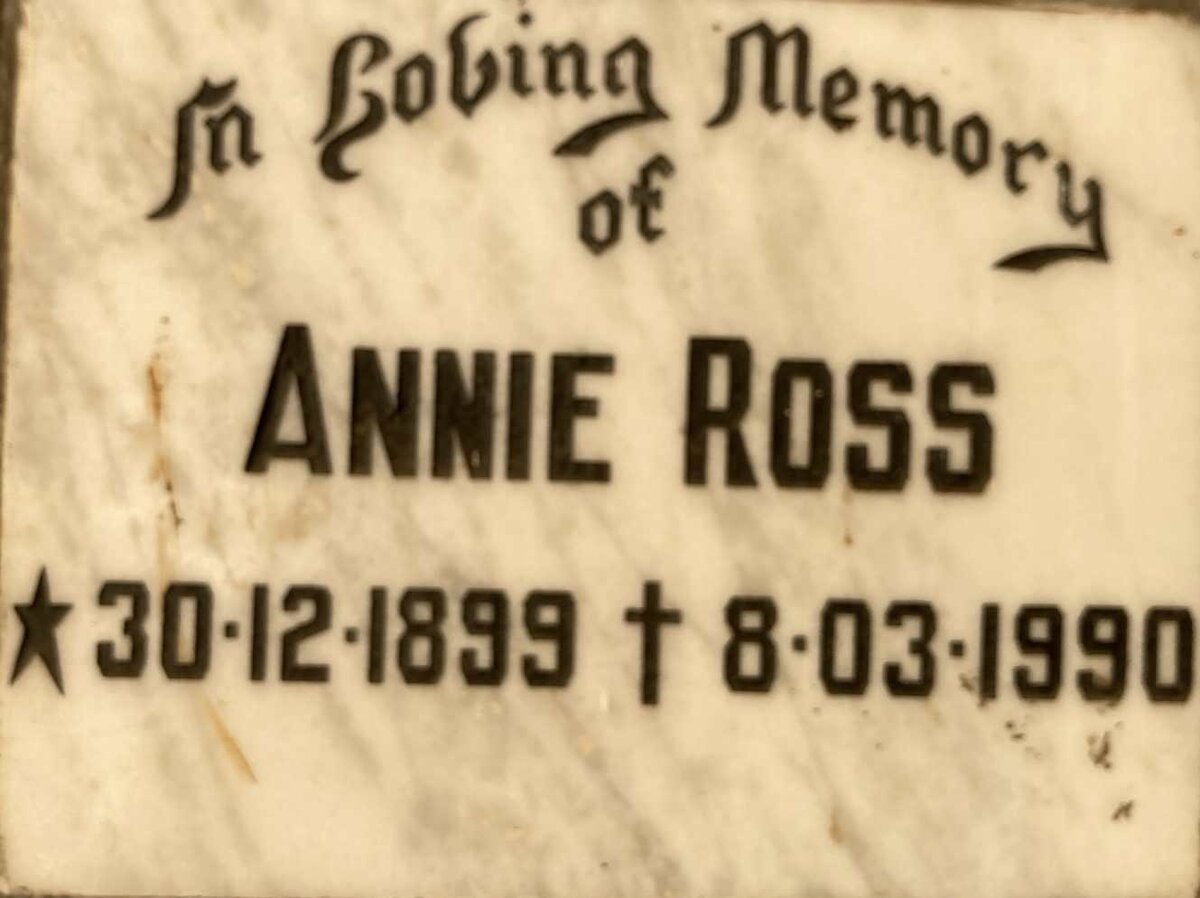 In Loving Memory
of
ANNIE ROSS
★30·12·1899 † 8·03·1990